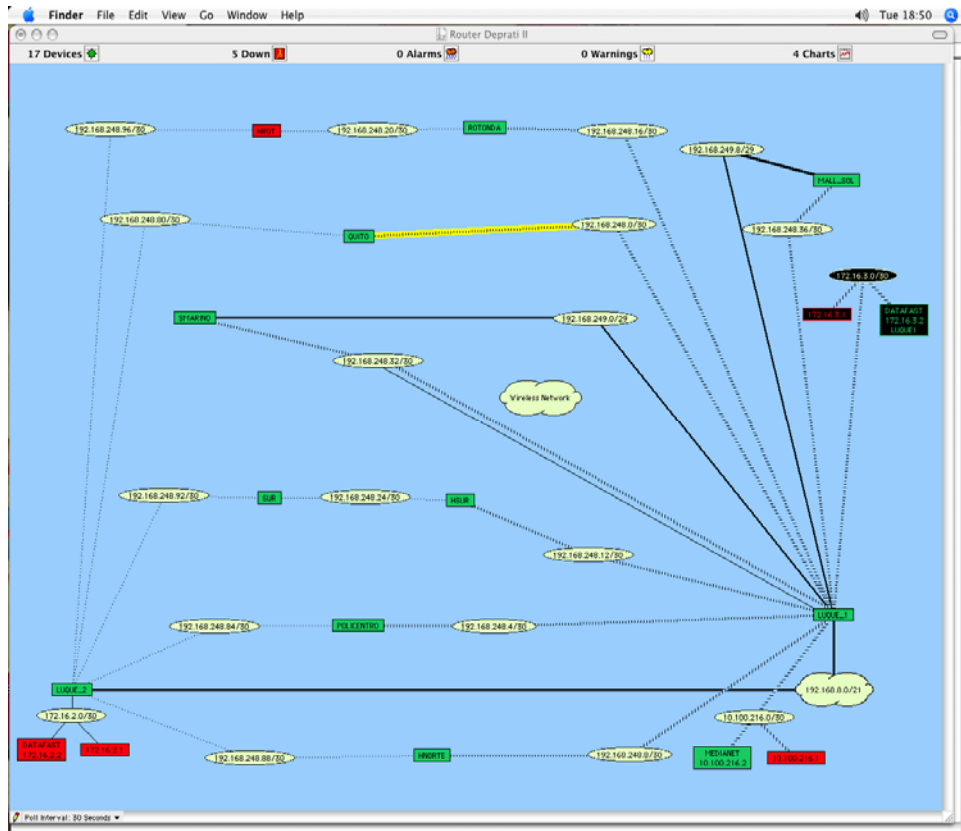 Finder File Edit View Go Window Help Tue 18:50
Router Deprati II
17 Devices 5 Down 0 Alarms 0 Warnings 4 Charts
192.168.248.96/30
HROT
192.168.248.20/30
ROTONDA
192.168.248.16/30
192.168.249.8/29
MALL_SOL
192.168.248.80/30
QUITO
192.168.248.0/30
192.168.248.36/30
172.16.3.0/30
172.16.3.1
DATAFAST
172.16.3.2
LUQUE1
SMARINO
192.168.249.0/29
192.168.248.32/30
Wireless Network
192.168.248.92/30
SUR
192.168.248.24/30
HSUR
192.168.248.12/30
LUQUE_1
192.168.248.84/30
POLICENTRO
192.168.248.4/30
LUQUE_2
192.168.8.0/21
172.16.2.0/30
10.100.216.0/30
DATAFAST
172.16.2.2
172.16.2.1
192.168.248.88/30
HNORTE
192.168.248.8/30
MEDIANET
10.100.216.2
10.100.216.1
Poll Interval: 30 Seconds